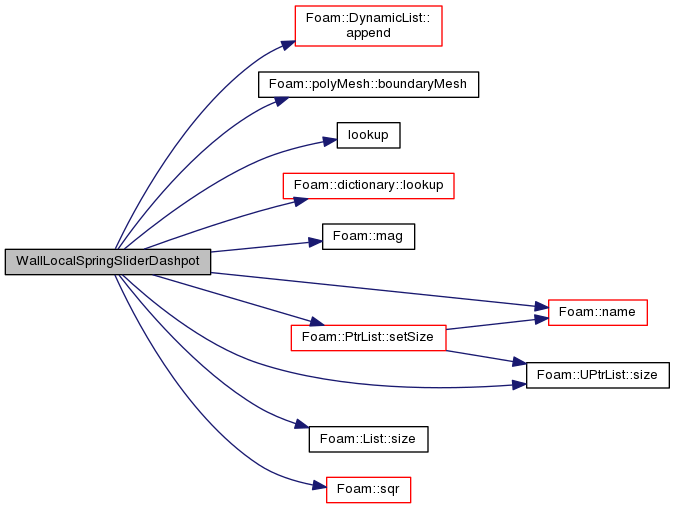 Foam::DynamicList::
append
Foam::polyMesh::boundaryMesh
lookup
Foam::dictionary::lookup
Foam::mag
WallLocalSpringSliderDashpot
Foam::name
Foam::PtrList::setSize
Foam::UPtrList::size
Foam::List::size
Foam::sqr